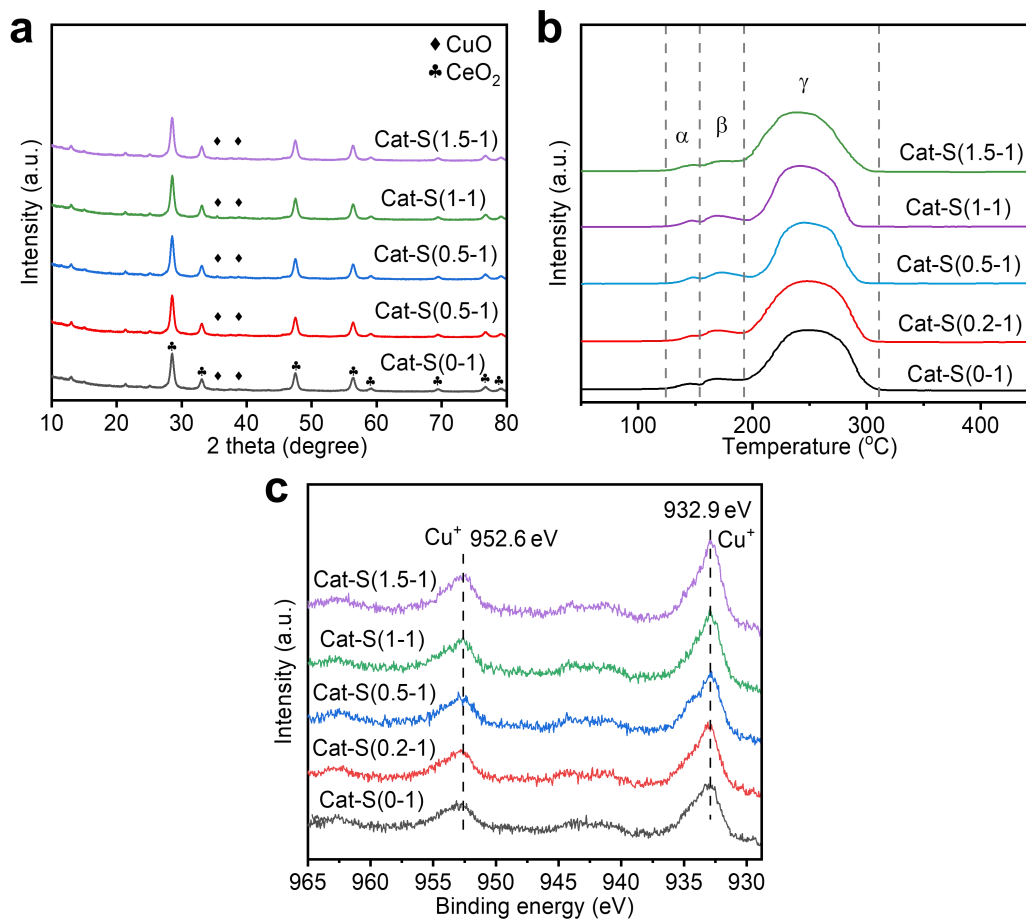 a
♦ CuO
♣ CeO₂
Cat-S(1.5-1)
Cat-S(1-1)
Cat-S(0.5-1)
Cat-S(0.5-1)
Cat-S(0-1)
Intensity (a.u.)
10 20 30 40 50 60 70 80
2 theta (degree)
b
α β γ
Cat-S(1.5-1)
Cat-S(1-1)
Cat-S(0.5-1)
Cat-S(0.2-1)
Cat-S(0-1)
Intensity (a.u.)
100 200 300 400
Temperature (°C)
c
932.9 eV
Cu⁺ 952.6 eV Cu⁺
Cat-S(1.5-1)
Cat-S(1-1)
Cat-S(0.5-1)
Cat-S(0.2-1)
Cat-S(0-1)
Intensity (a.u.)
965 960 955 950 945 940 935 930
Binding energy (eV)